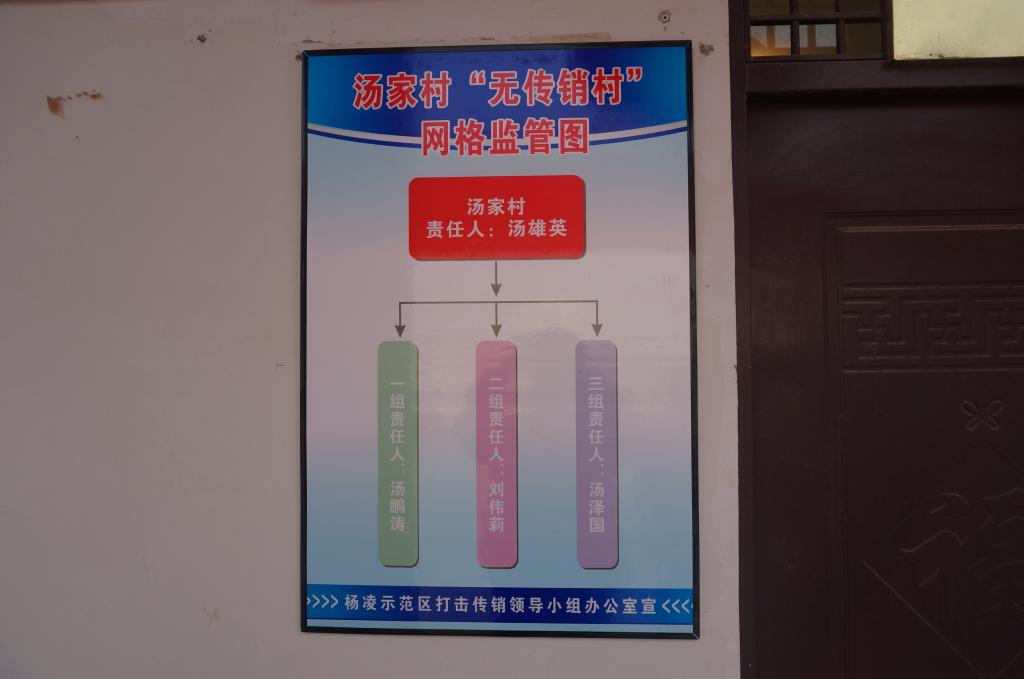 汤家村“无传销村”
网格监管图
汤家村
责任人：汤雄英
一组责任人：汤鹏涛
二组责任人：刘伟莉
三组责任人：汤泽国
>>>> 杨凌示范区打击传销领导小组办公室宣 <<<<
福